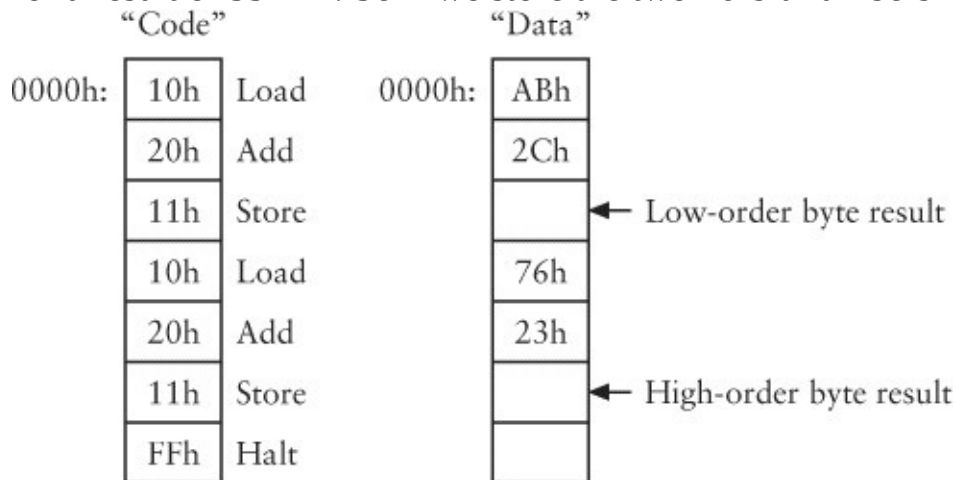 “Code” “Data”
0000h: 10h Load 0000h: ABh
20h Add 2Ch
11h Store Low-order byte result
10h Load 76h
20h Add 23h
11h Store High-order byte result
FFh Halt